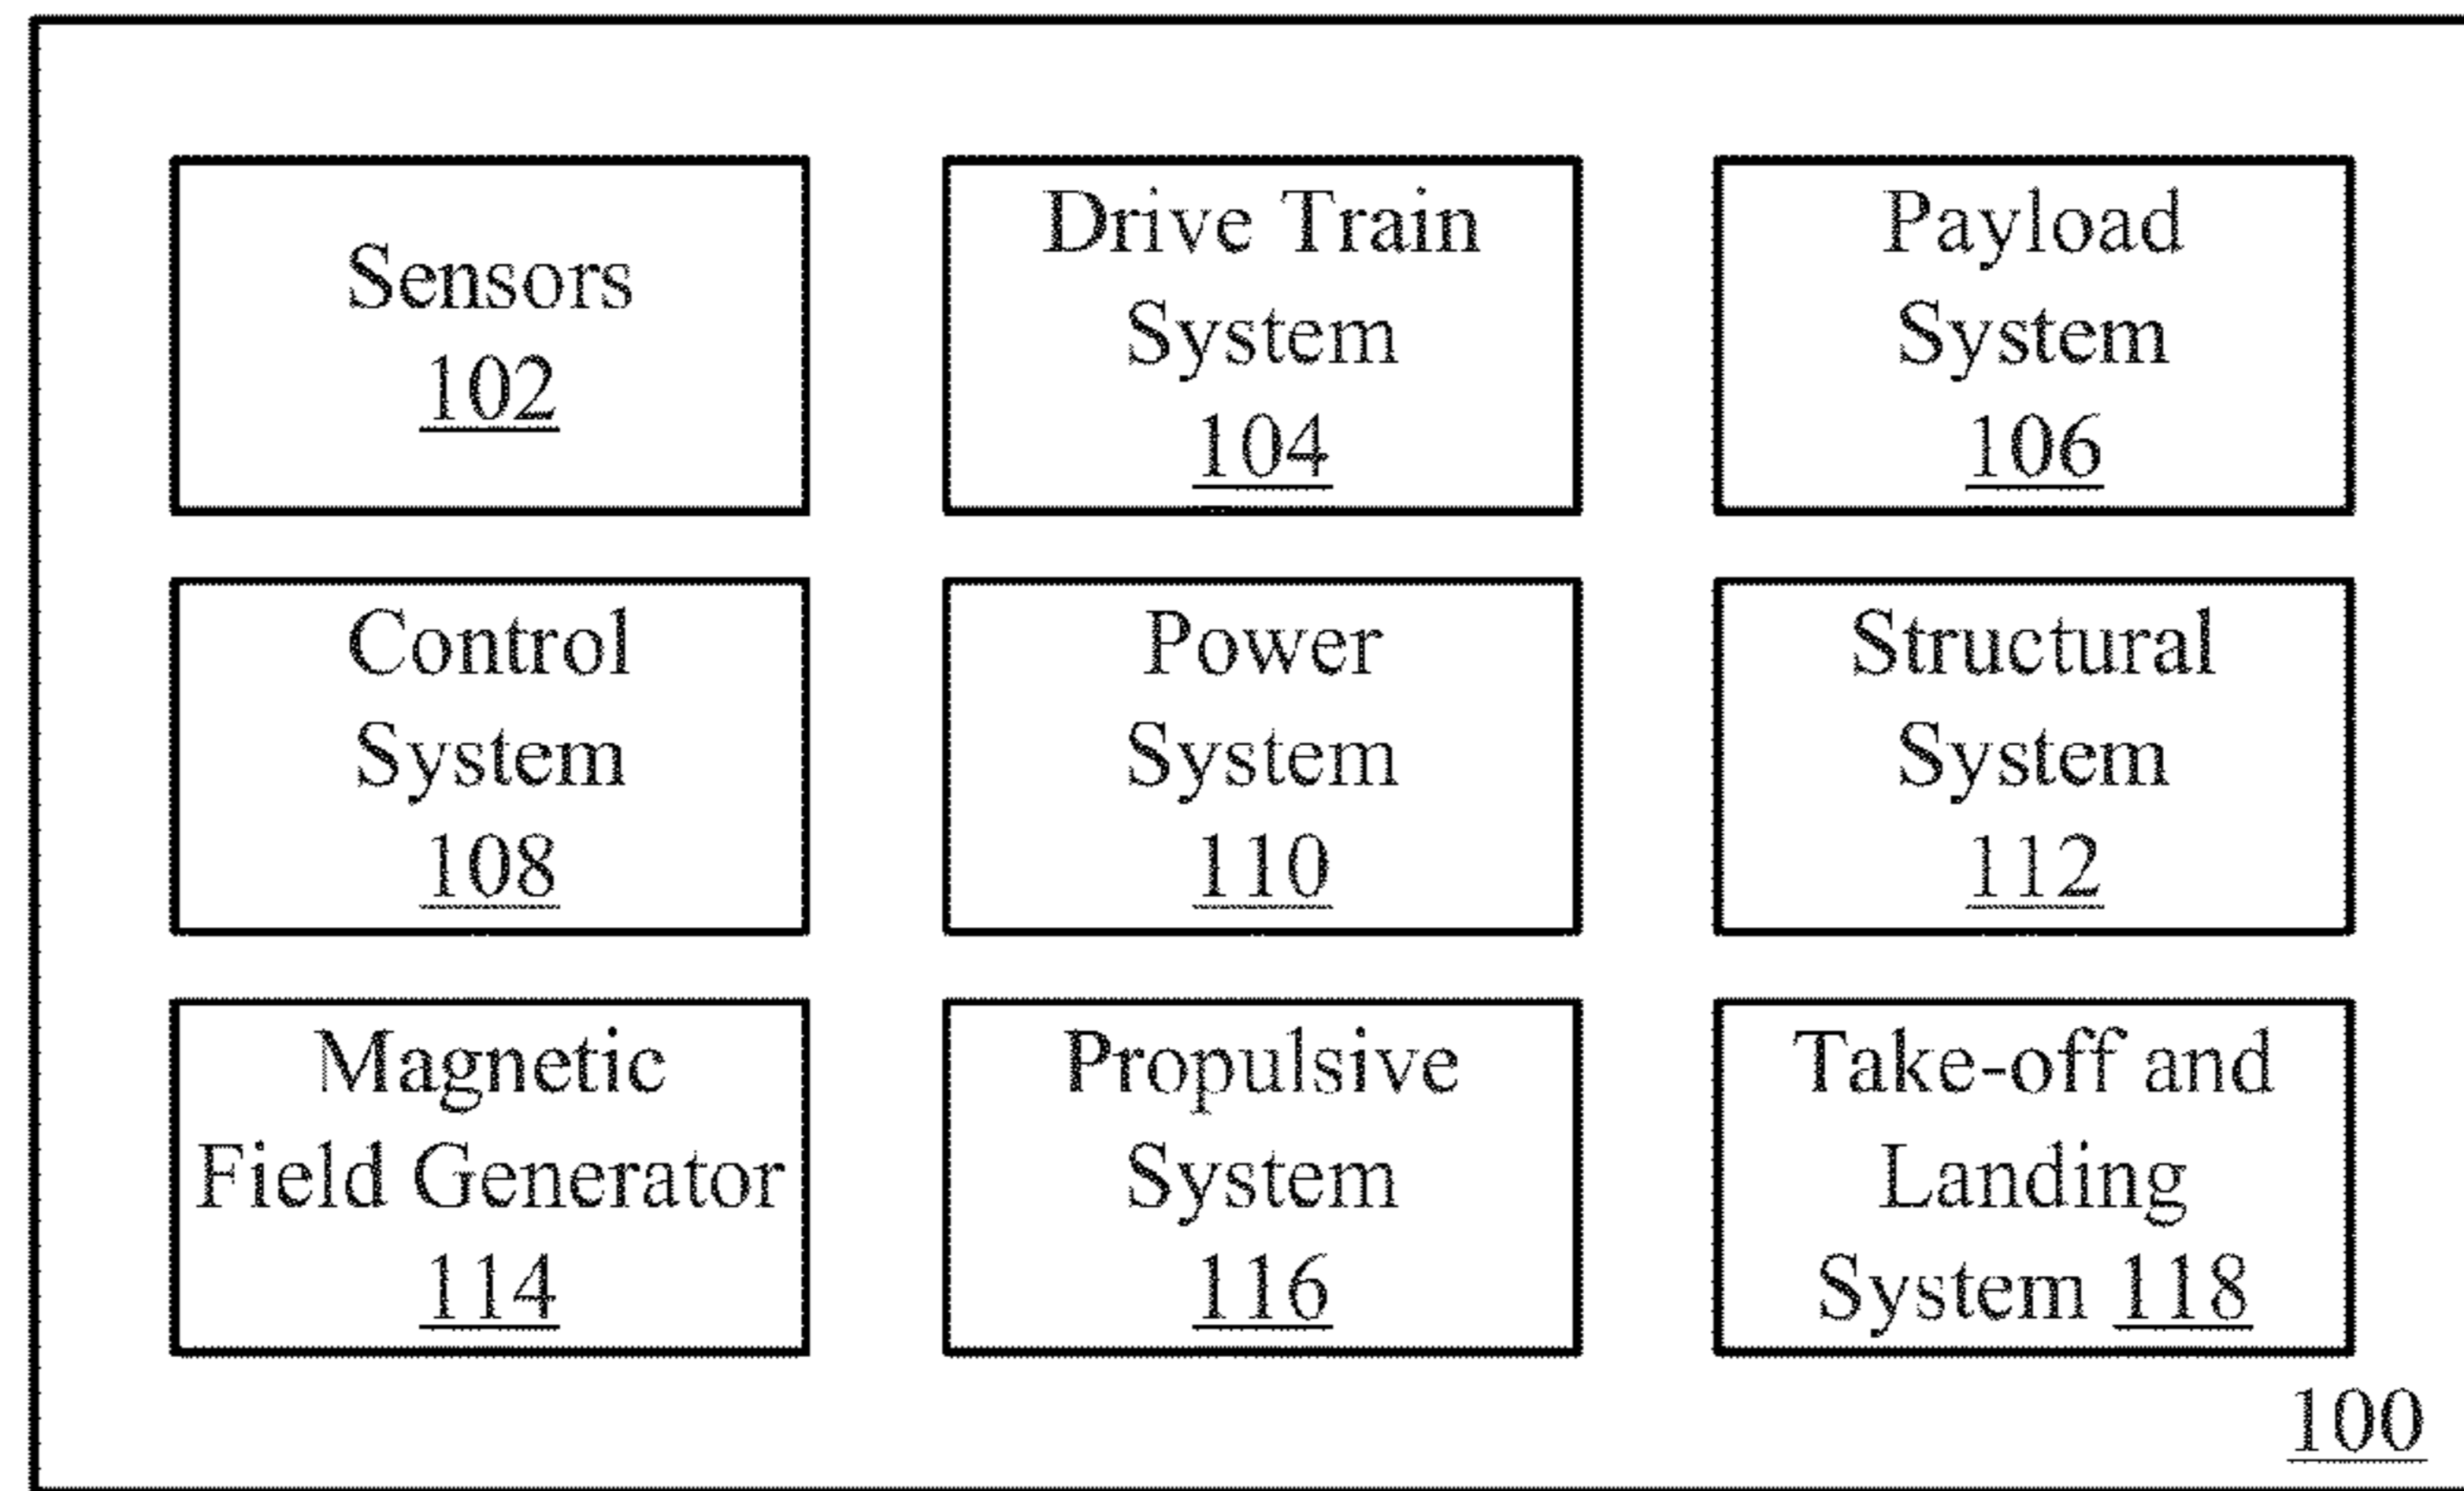 Sensors
102
Drive Train
System
104
Payload
System
106
Control
System
108
Power
System
110
Structural
System
112
Magnetic
Field Generator
114
Propulsive
System
116
Take-off and
Landing
System 118
100